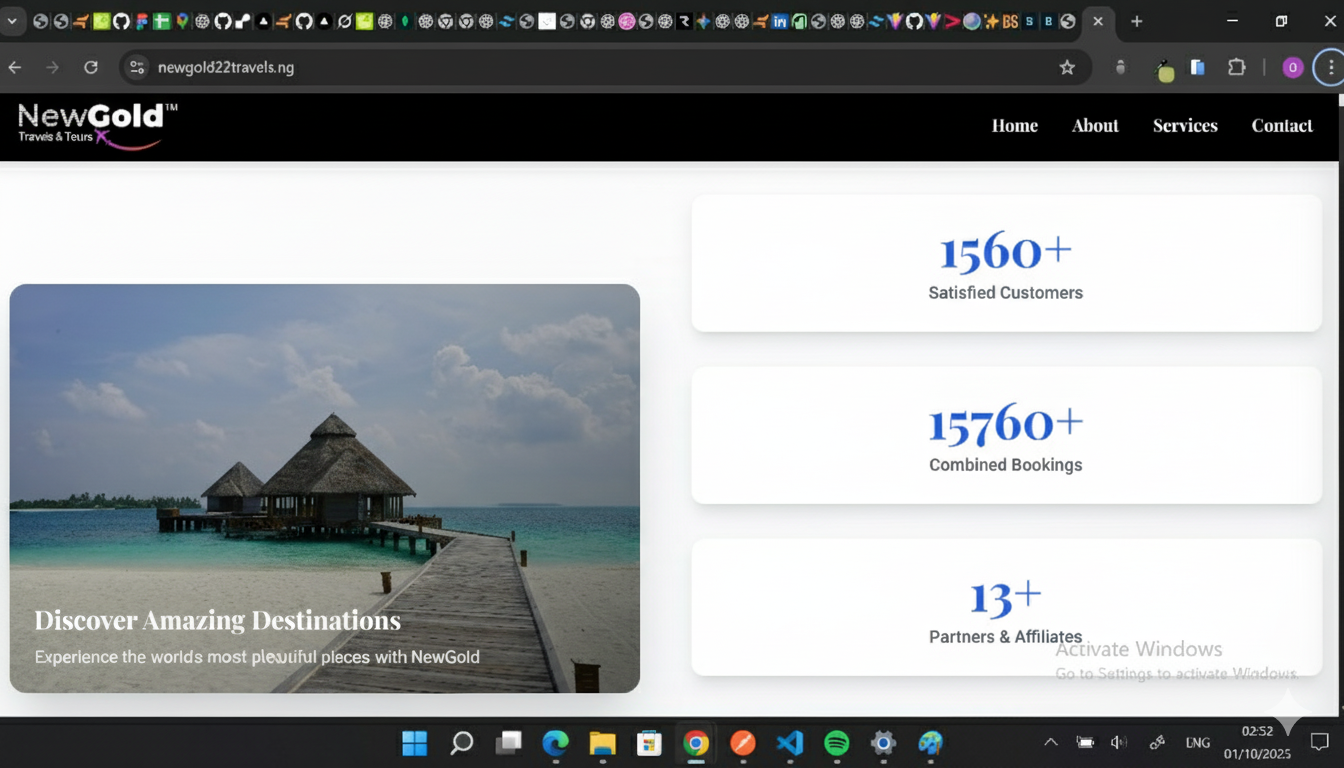 newgold22travels.ng
NewGold™
Travels & Teurs
Home
About
Services
Contact
1560+
Satisfied Customers
15760+
Combined Bookings
13+
Partners & Affiliates
Discover Amazing Destinations
Experience the worlds most pleces with NewGold
Activate Windows
Go to Settings to activate Windows.
ENG
02:52
01/10/2025